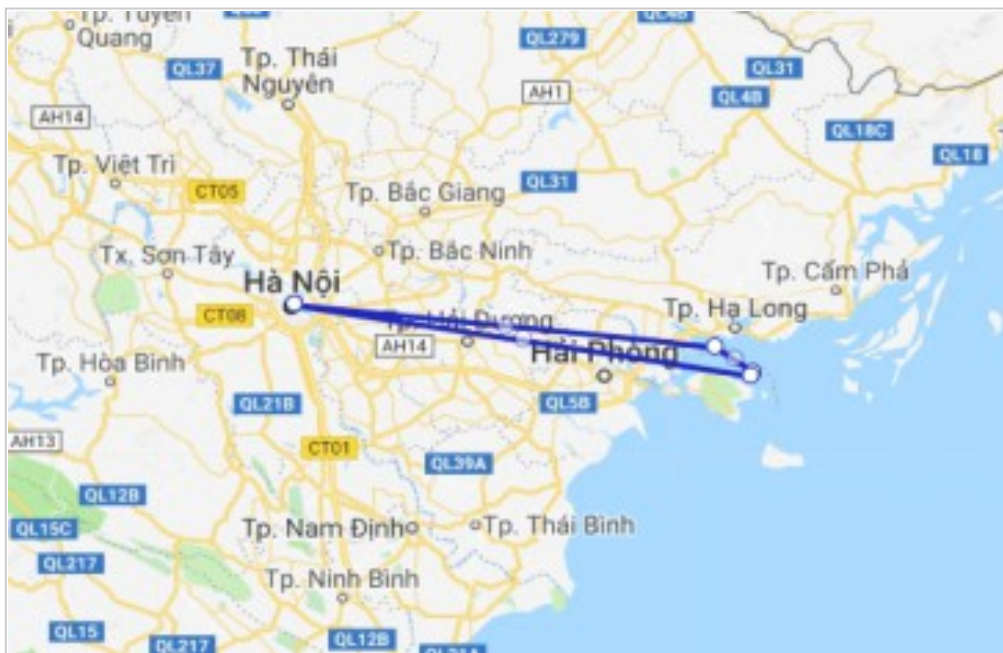 Tp. Tuyên
Quang
QL279
QL4B
QL37
QL31
Tp. Thái
Nguyên
AH1
QL4B
AH14
QL18C
QL18
Tp. Việt Trì
CT05
QL31
Tp. Bắc Giang
Tp. Bắc Ninh
Tx. Sơn Tây
Tp. Cẩm Phả
Hà Nội
Tp. Hạ Long
CT08
Tp. Hải Dương
AH14
Hải Phòng
Tp. Hòa Bình
QL21B
QL5B
AH13
CT01
QL39A
QL12B
QL15C
Tp. Nam Định
Tp. Thái Bình
QL217
Tp. Ninh Bình
QL15
QL217
QL12B